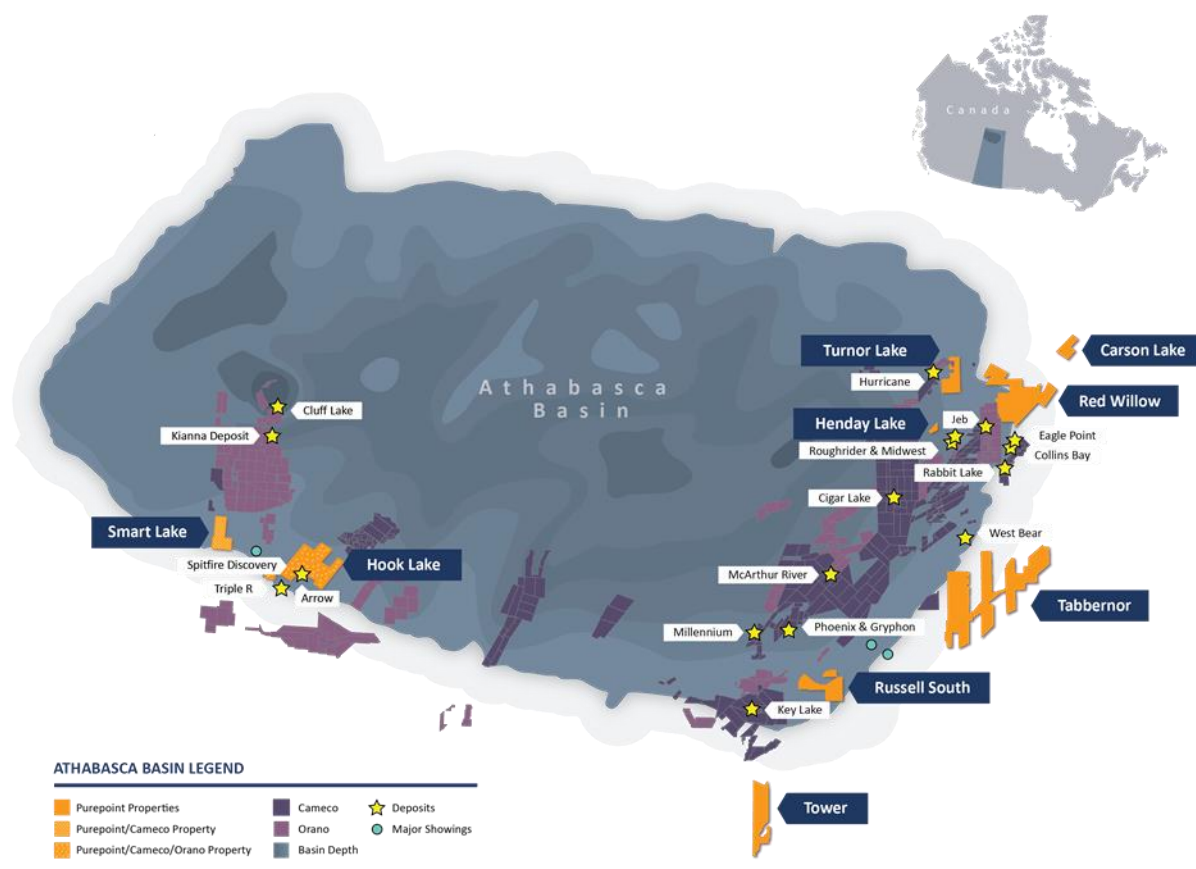 Canada
Athabasca
Basin
Turnor Lake
Carson Lake
Hurricane
Red Willow
Cluff Lake
Henday Lake
Jeb
Kianna Deposit
Eagle Point
Roughrider & Midwest
Collins Bay
Rabbit Lake
Cigar Lake
Smart Lake
West Bear
Spitfire Discovery
Hook Lake
McArthur River
Triple R
Arrow
Tabbernor
Millennium
Phoenix & Gryphon
Russell South
Key Lake
Tower
ATHABASCA BASIN LEGEND
Purepoint Properties
Purepoint/Cameco Property
Purepoint/Cameco/Orano Property
Cameco
Orano
Basin Depth
Deposits
Major Showings